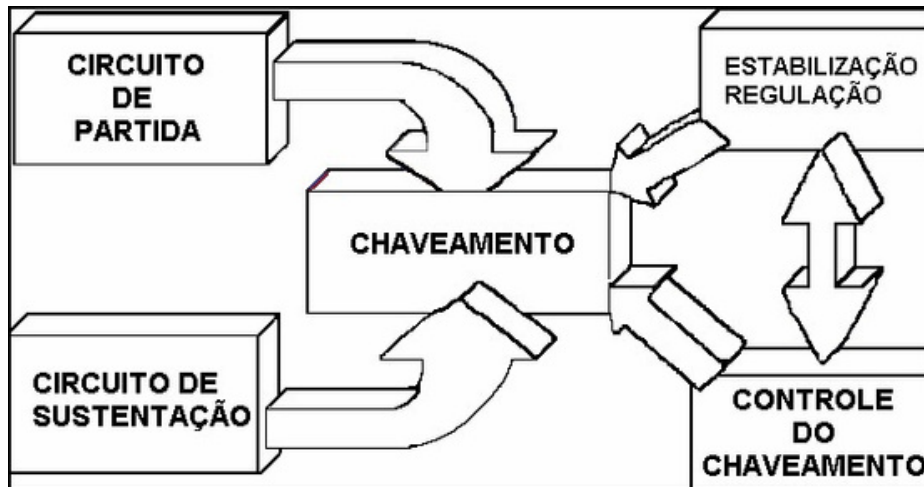 CIRCUITO
DE
PARTIDA
ESTABILIZAÇÃO
REGULAÇÃO
CHAVEAMENTO
CIRCUITO DE
SUSTENTAÇÃO
CONTROLE
DO
CHAVEAMENTO